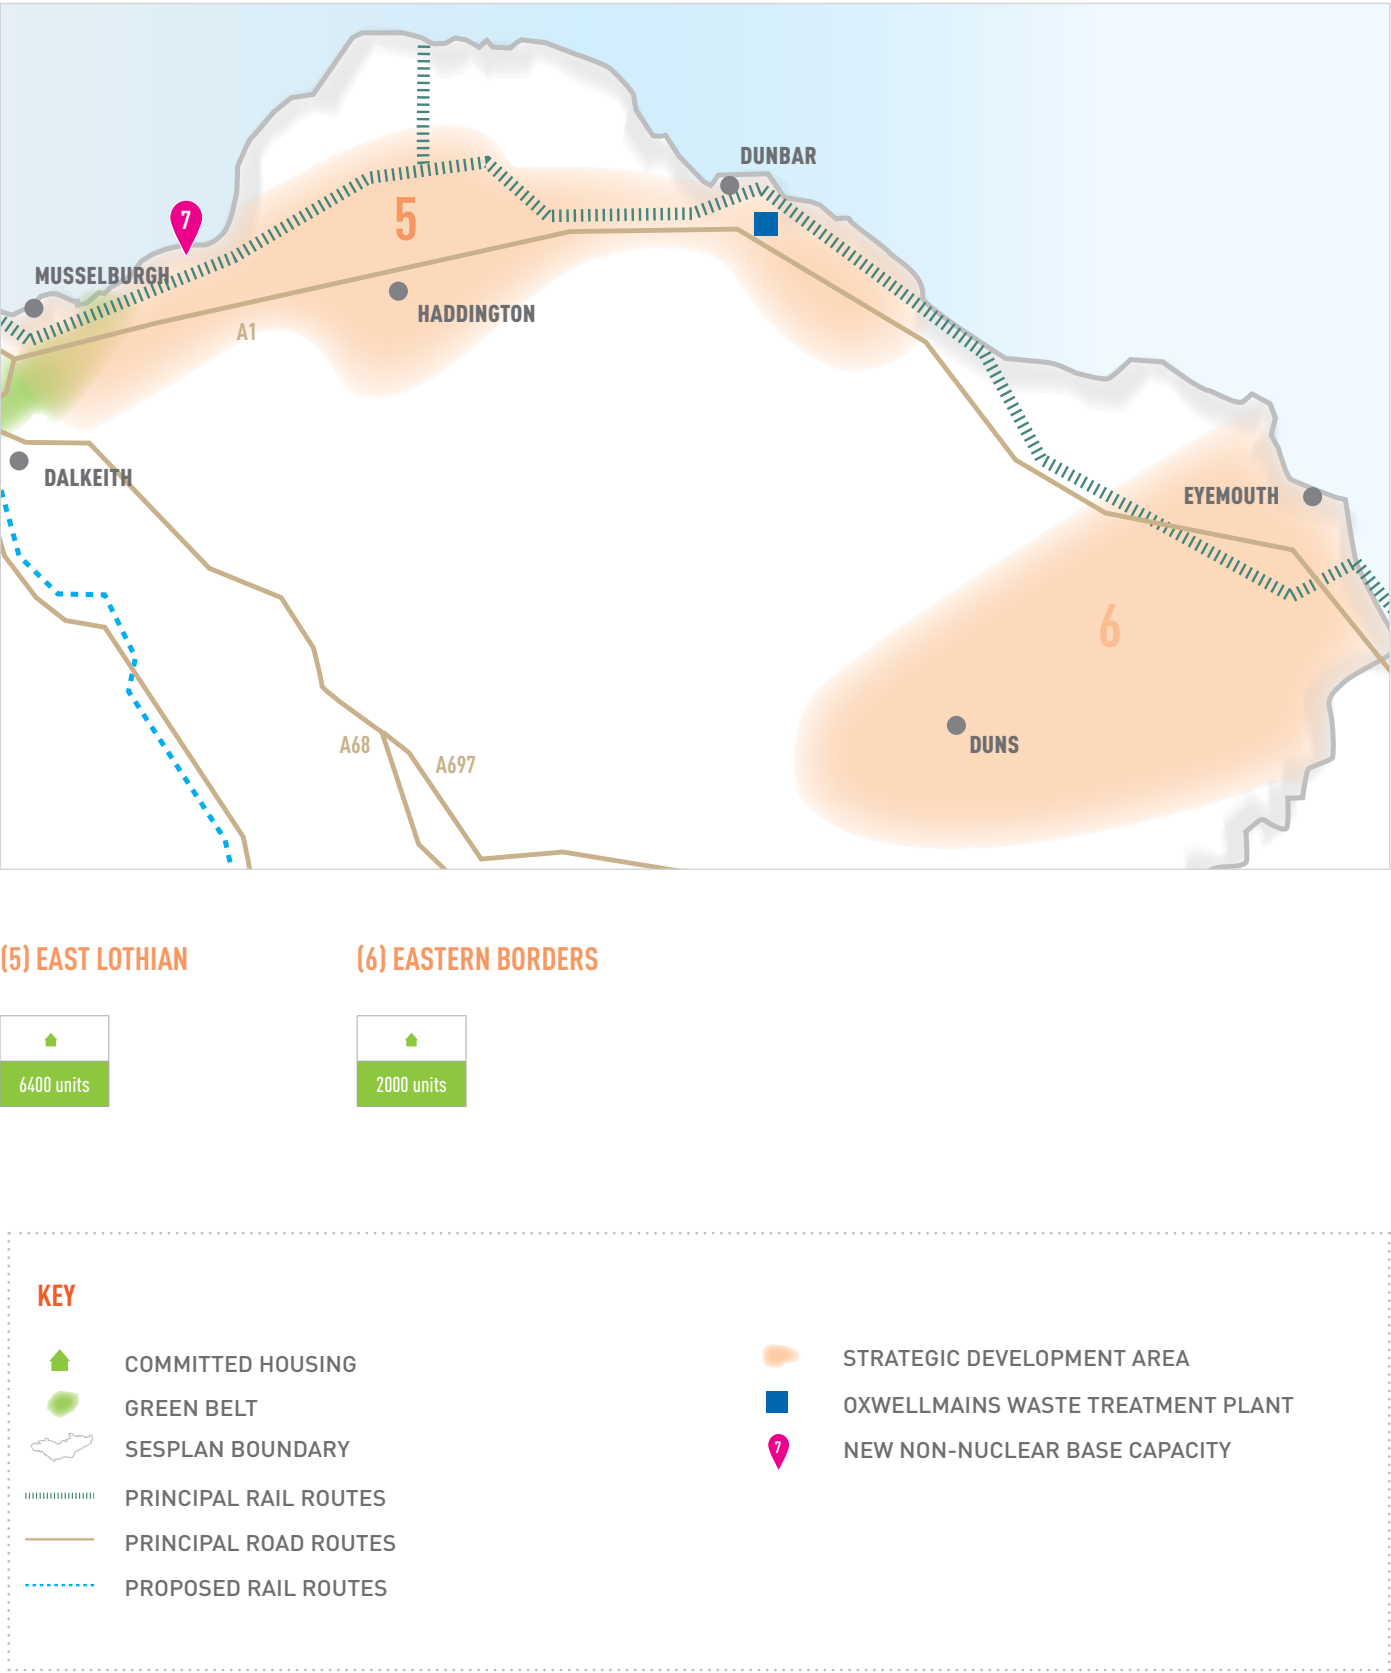 DUNBAR
7
5
MUSSELBURGH
HADDINGTON
A1
DALKEITH
EYEMOUTH
6
DUNS
A68
A697
(5) EAST LOTHIAN
(6) EASTERN BORDERS
6400 units
2000 units
KEY
COMMITTED HOUSING
GREEN BELT
SESPLAN BOUNDARY
PRINCIPAL RAIL ROUTES
PRINCIPAL ROAD ROUTES
PROPOSED RAIL ROUTES
STRATEGIC DEVELOPMENT AREA
OXWELLMAINS WASTE TREATMENT PLANT
7
NEW NON-NUCLEAR BASE CAPACITY